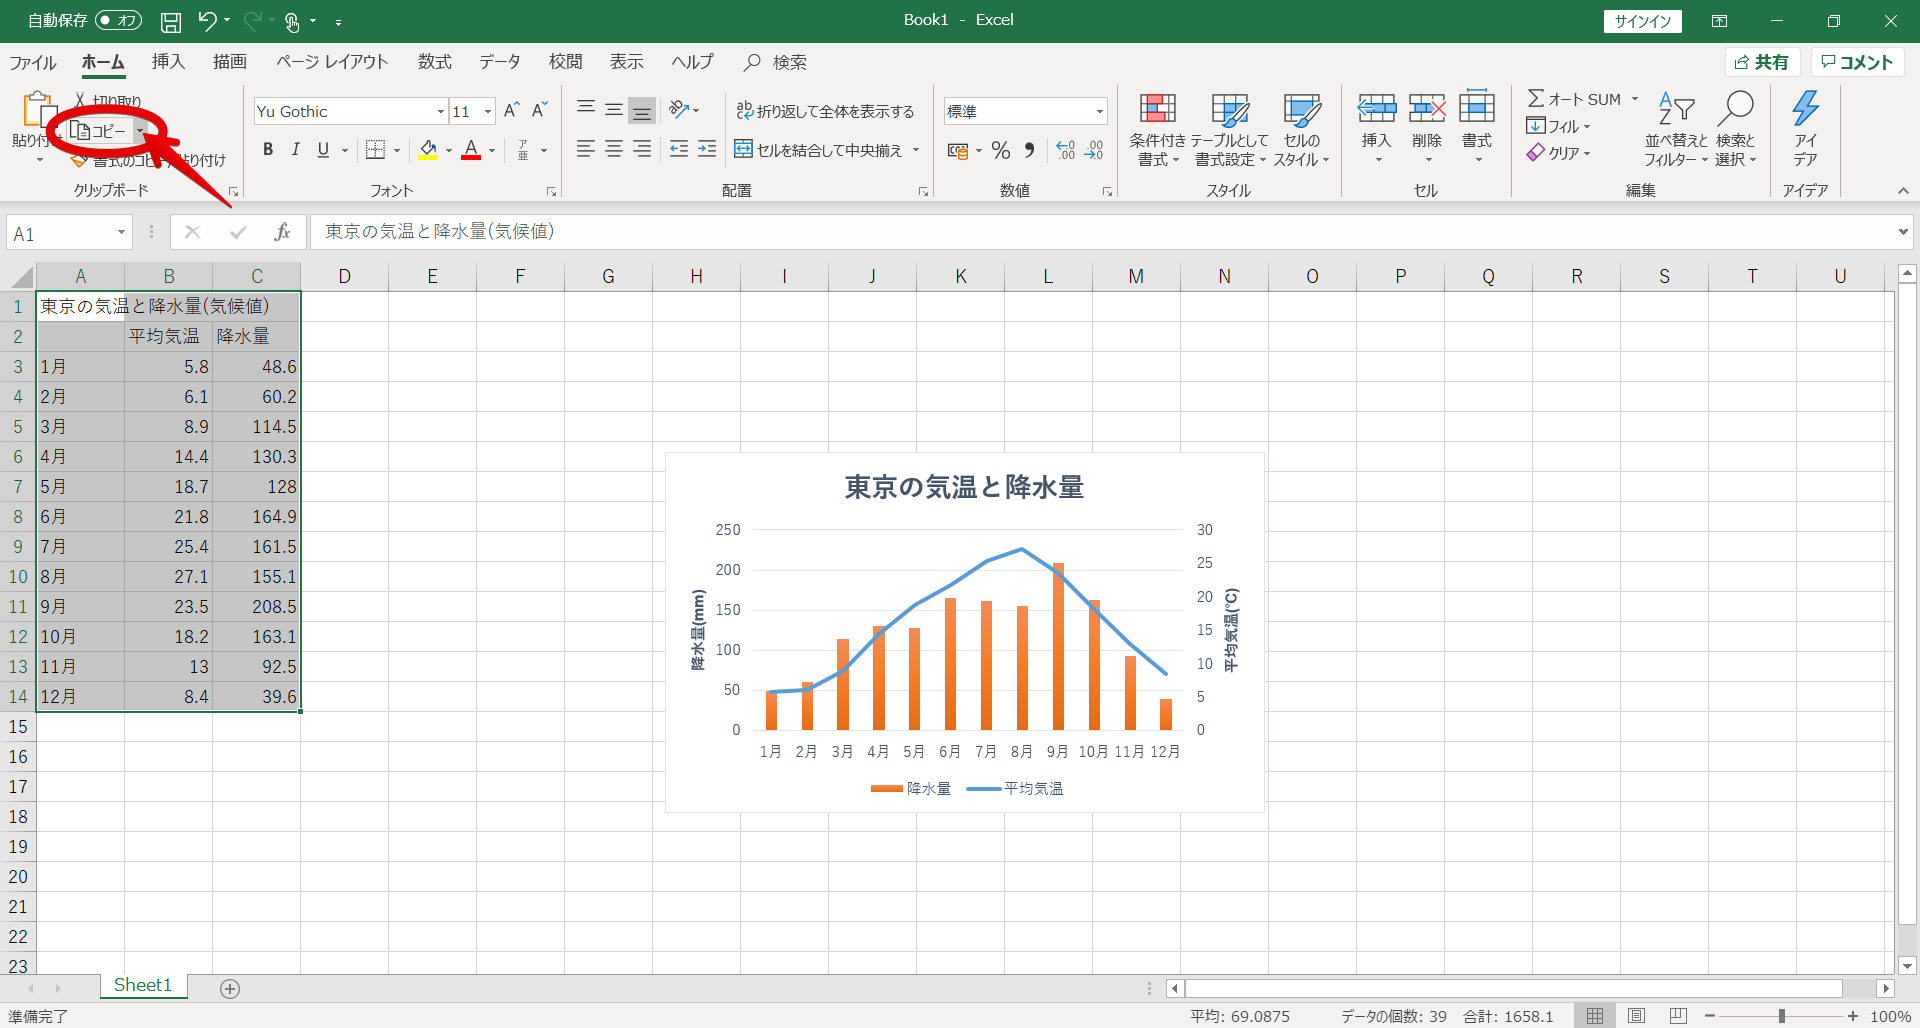 自動保存 オフ
Book1 - Excel
サインイン
ファイル ホーム 挿入 描画 ページ レイアウト 数式 データ 校閲 表示 ヘルプ 検索
共有 コメント
切り取り
コピー
貼り付け
書式のコピー/貼り付け
クリップボード
Yu Gothic 11
B I U A
ア
亜
フォント
ab 折り返して全体を表示する
セルを結合して中央揃え
配置
標準
% ,
数値
条件付き
書式
テーブルとして
書式設定
セルの
スタイル
スタイル
挿入
削除
書式
セル
Σ オート SUM
フィル
クリア
並べ替えと
フィルター
検索と
選択
編集
アイ
デア
アイデア
A1
fx
東京の気温と降水量(気候値)
A B C D E F G H I J K L M N O P Q R S T U
1 東京の気温と降水量(気候値)
2 平均気温 降水量
3 1月 5.8 48.6
4 2月 6.1 60.2
5 3月 8.9 114.5
6 4月 14.4 130.3
7 5月 18.7 128
8 6月 21.8 164.9
9 7月 25.4 161.5
10 8月 27.1 155.1
11 9月 23.5 208.5
12 10月 18.2 163.1
13 11月 13 92.5
14 12月 8.4 39.6
15
16
17
18
19
20
21
22
23
東京の気温と降水量
250
200
150
100
50
0
降水量(mm)
30
25
20
15
10
5
0
平均気温(℃)
1月 2月 3月 4月 5月 6月 7月 8月 9月 10月 11月 12月
降水量 平均気温
Sheet1
準備完了
平均: 69.0875 データの個数: 39 合計: 1658.1
100%